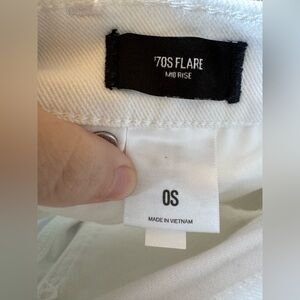 '70S FLARE
MID RISE
0S
MADE IN VIETNAM